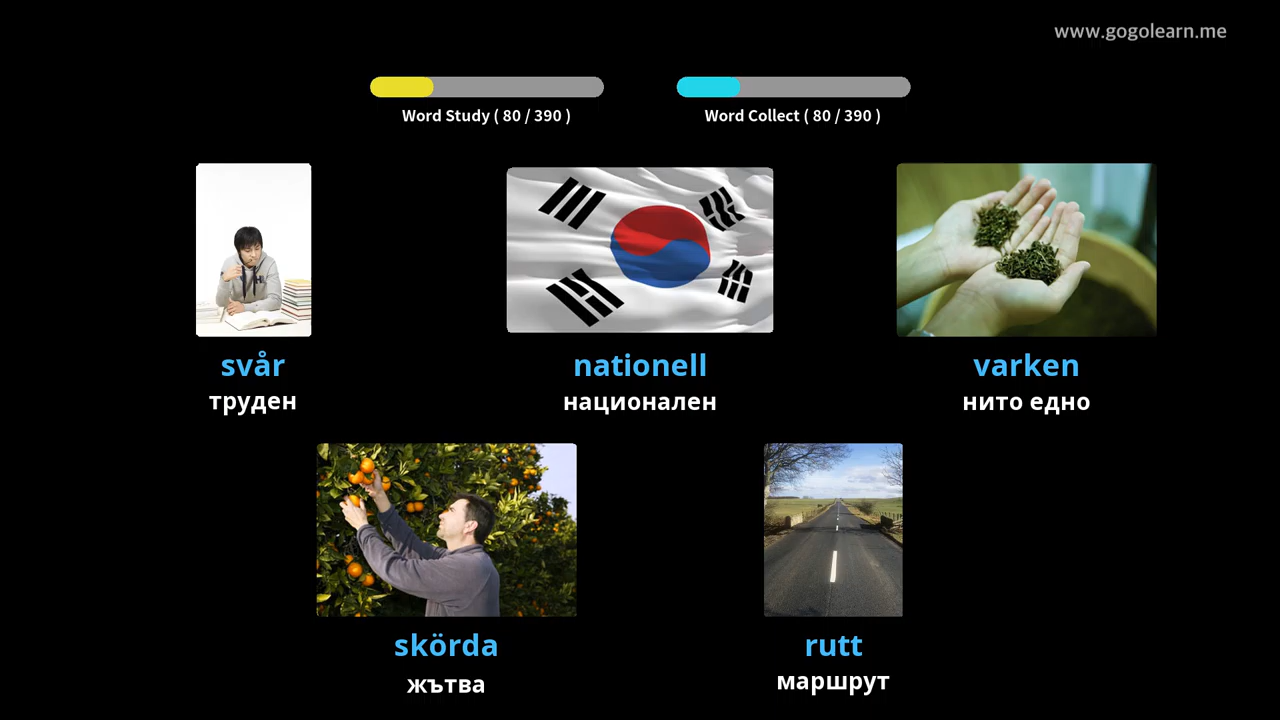 www.gogolearn.me
Word Study ( 80 / 390 )
Word Collect ( 80 / 390 )
svår
труден
nationell
национален
varken
нито едно
skörda
жътва
rutt
маршрут